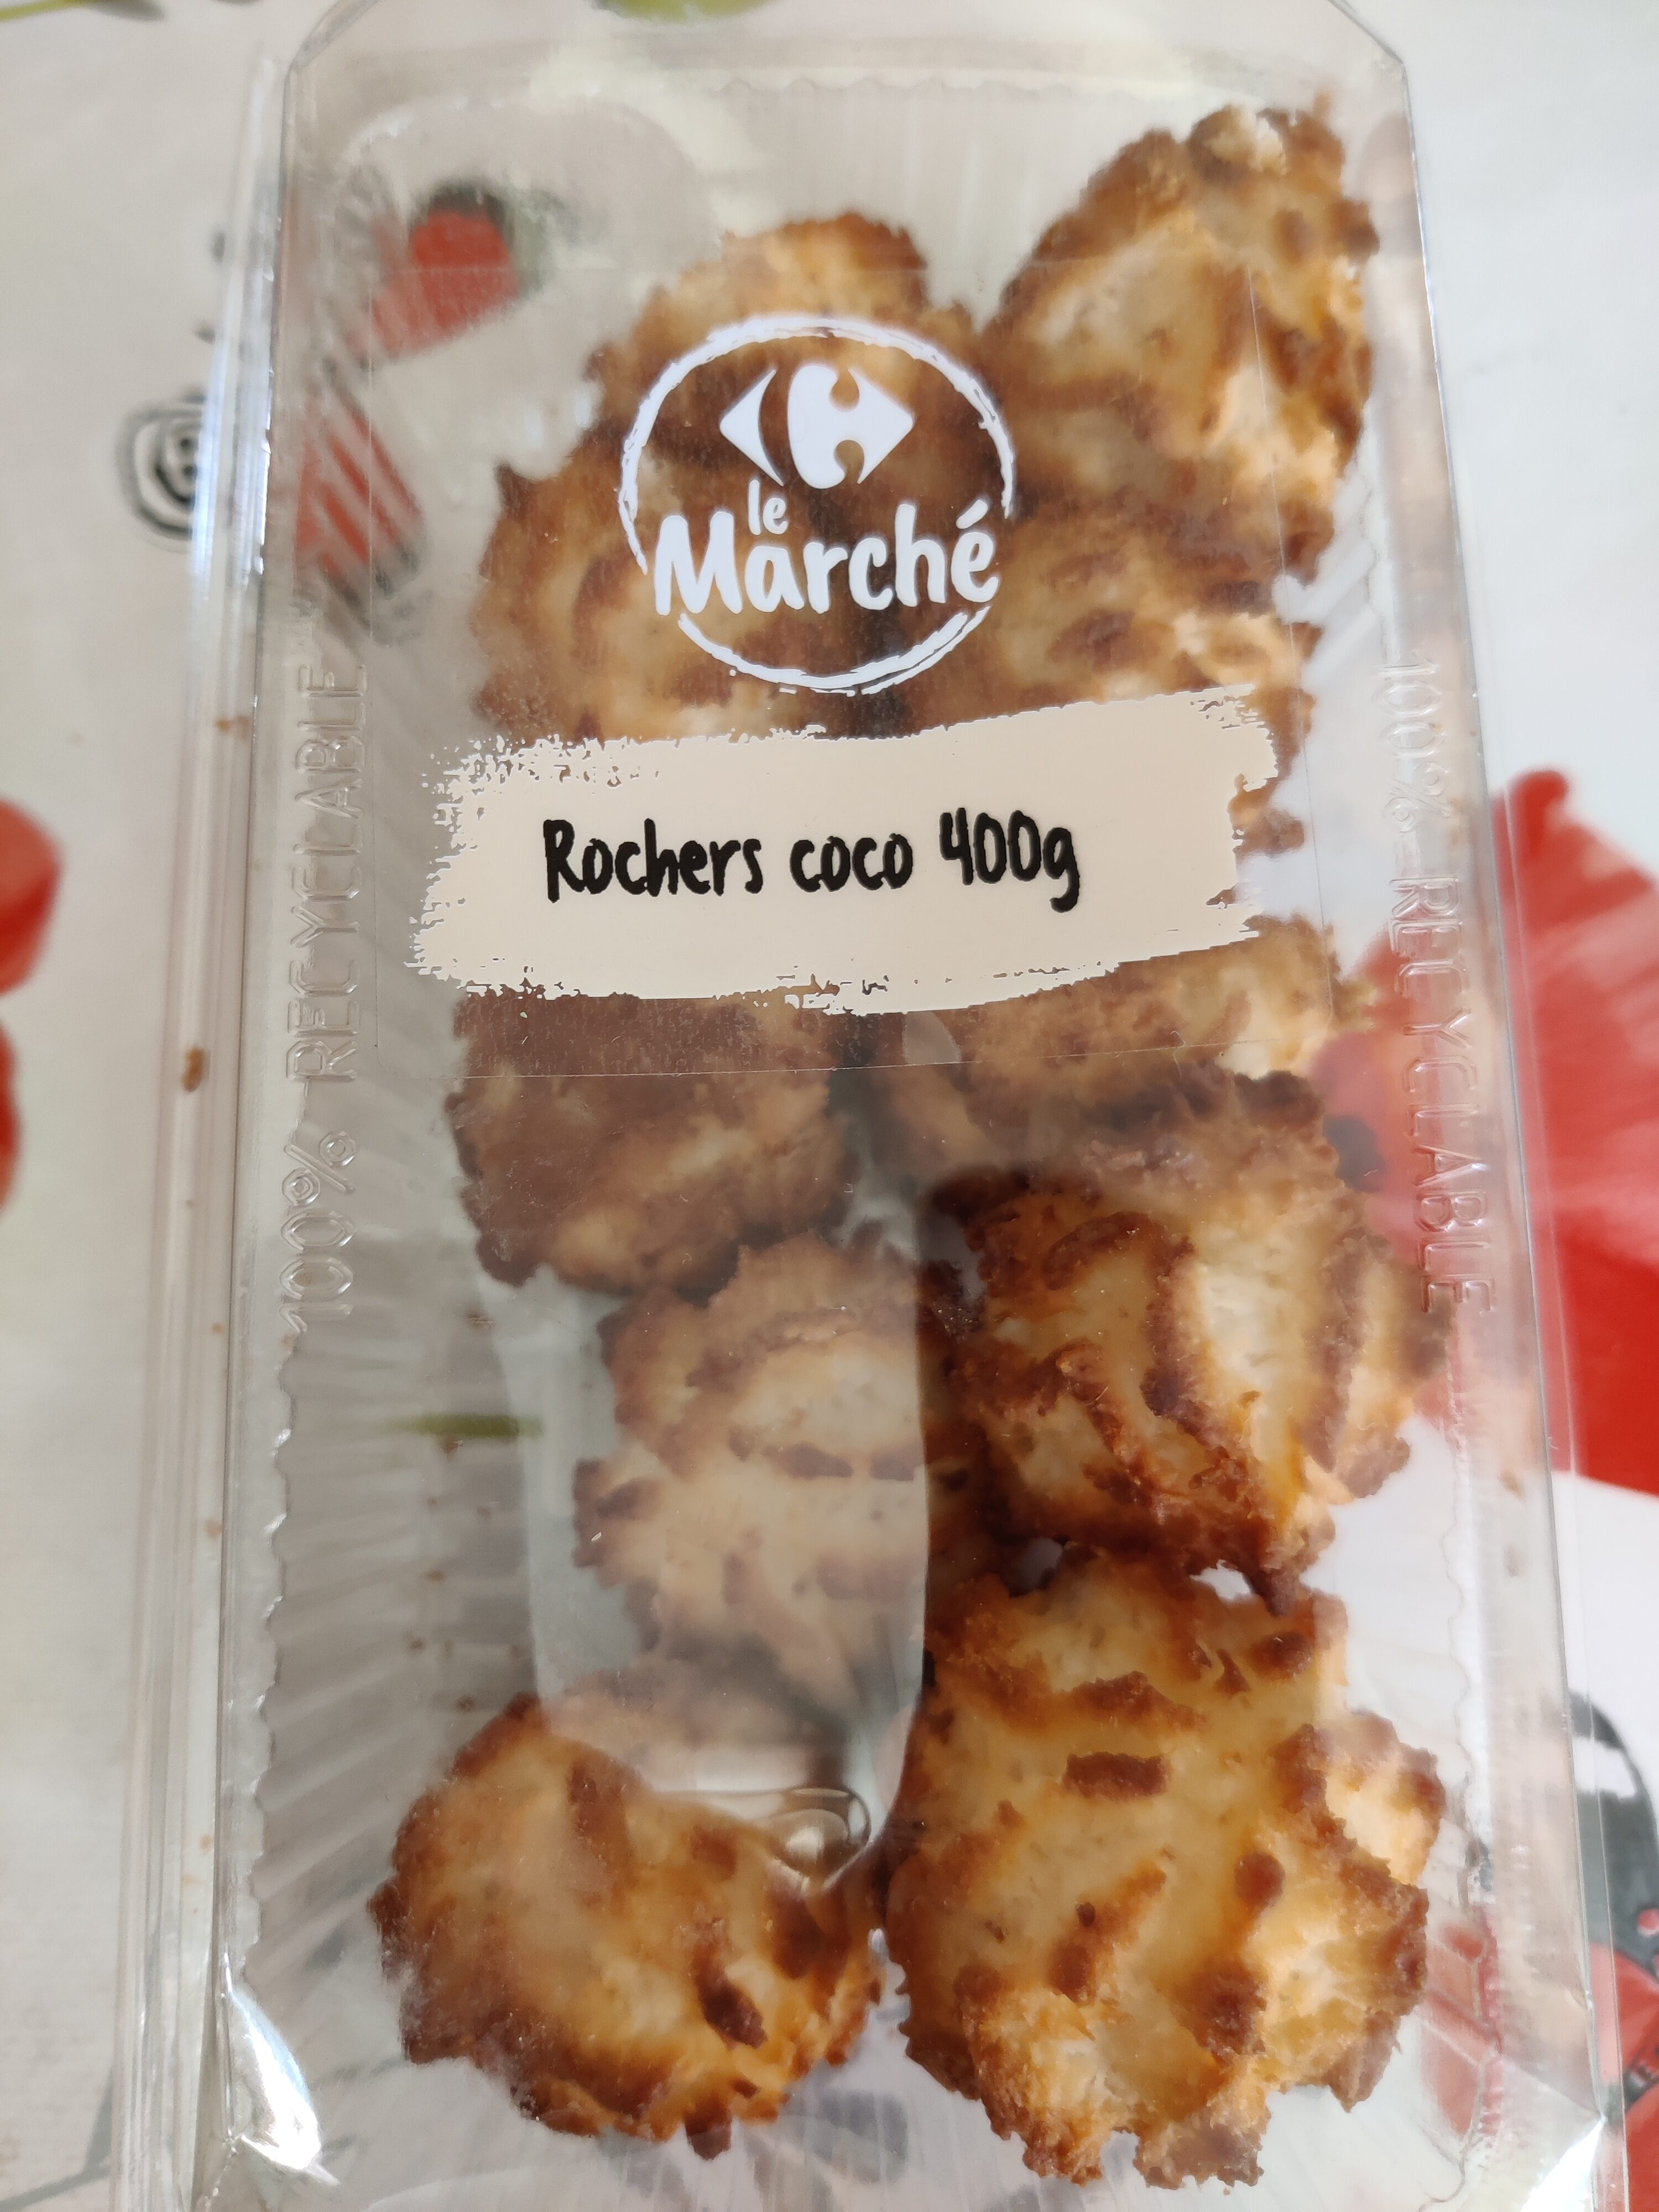 le
Marché
Rochers coco 400g
100% RECYCLABLE
100% RECYCLABLE